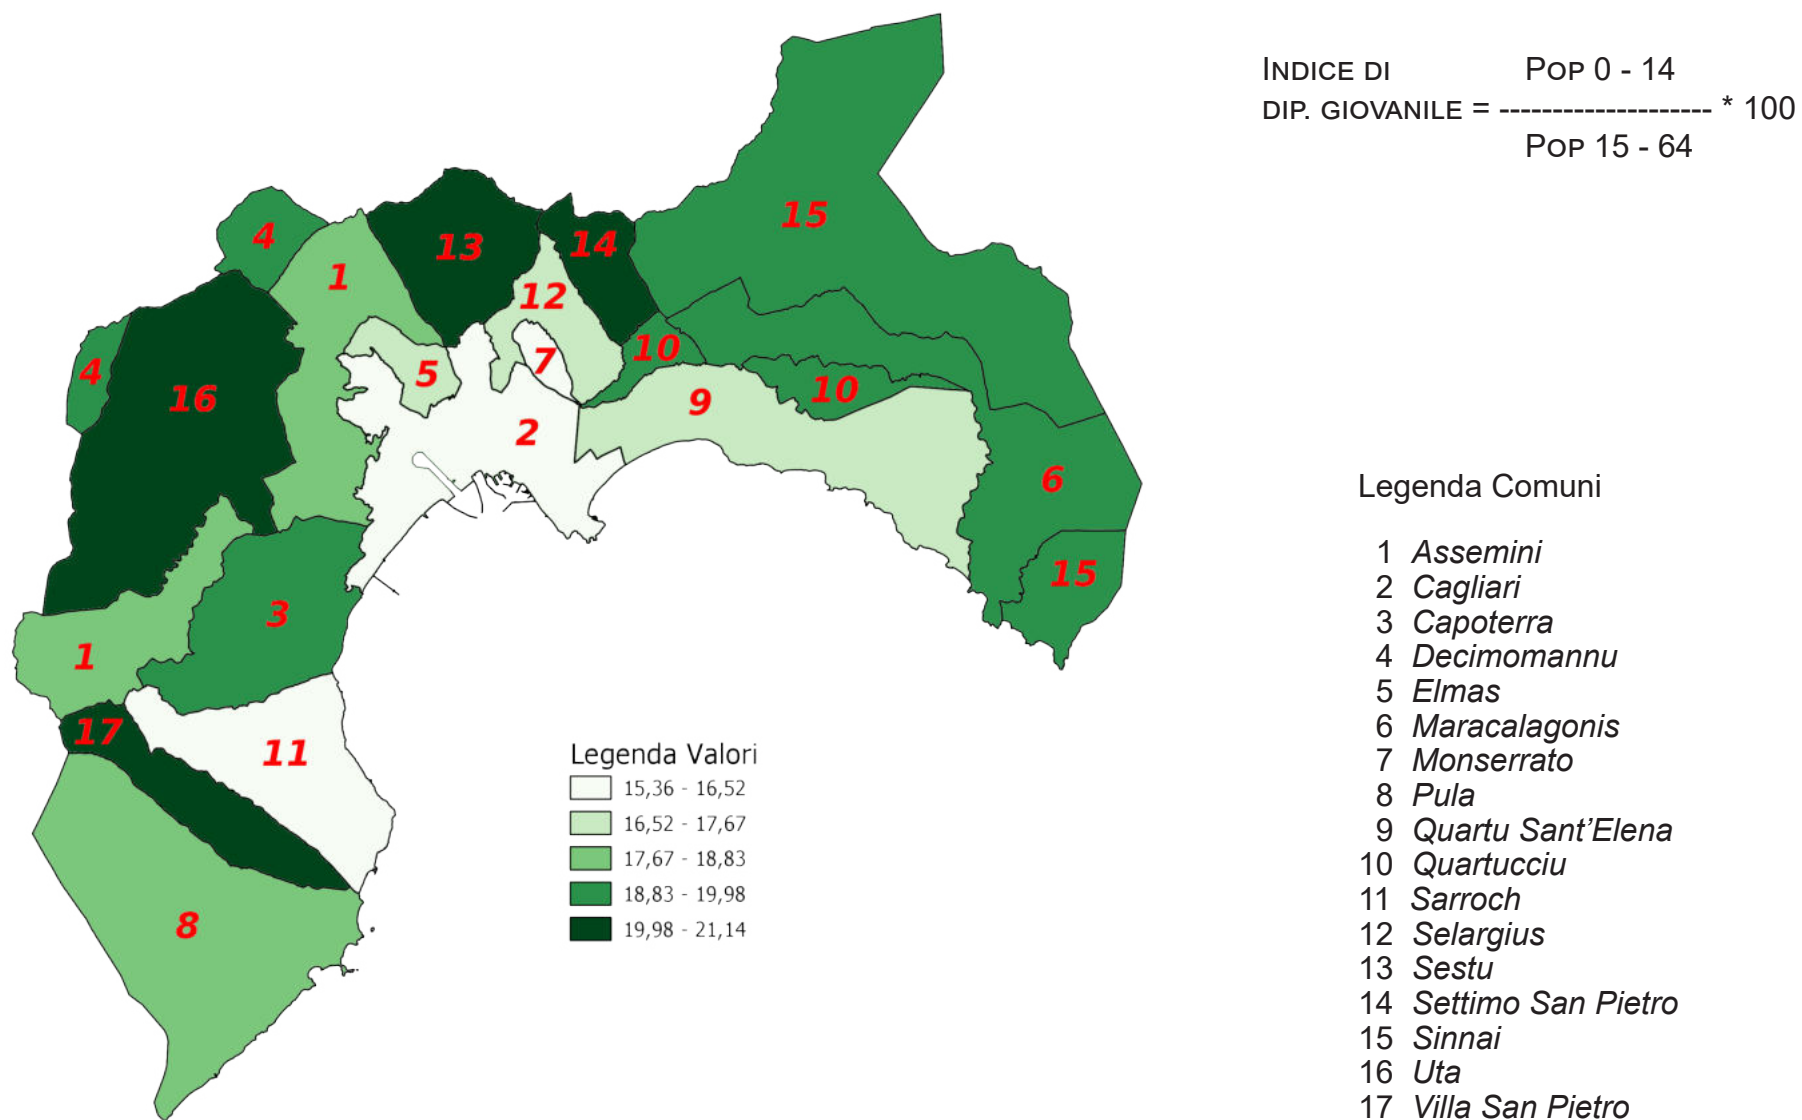 INDICE DI POP 0 - 14
DIP. GIOVANILE = -------------------- * 100
POP 15 - 64
15
4
13
14
1
12
10
7
5
4
16
9
10
2
6
15
3
1
17
11
8
Legenda Valori
15,36 - 16,52
16,52 - 17,67
17,67 - 18,83
18,83 - 19,98
19,98 - 21,14
Legenda Comuni
1 Assemini
2 Cagliari
3 Capoterra
4 Decimomannu
5 Elmas
6 Maracalagonis
7 Monserrato
8 Pula
9 Quartu Sant’Elena
10 Quartucciu
11 Sarroch
12 Selargius
13 Sestu
14 Settimo San Pietro
15 Sinnai
16 Uta
17 Villa San Pietro